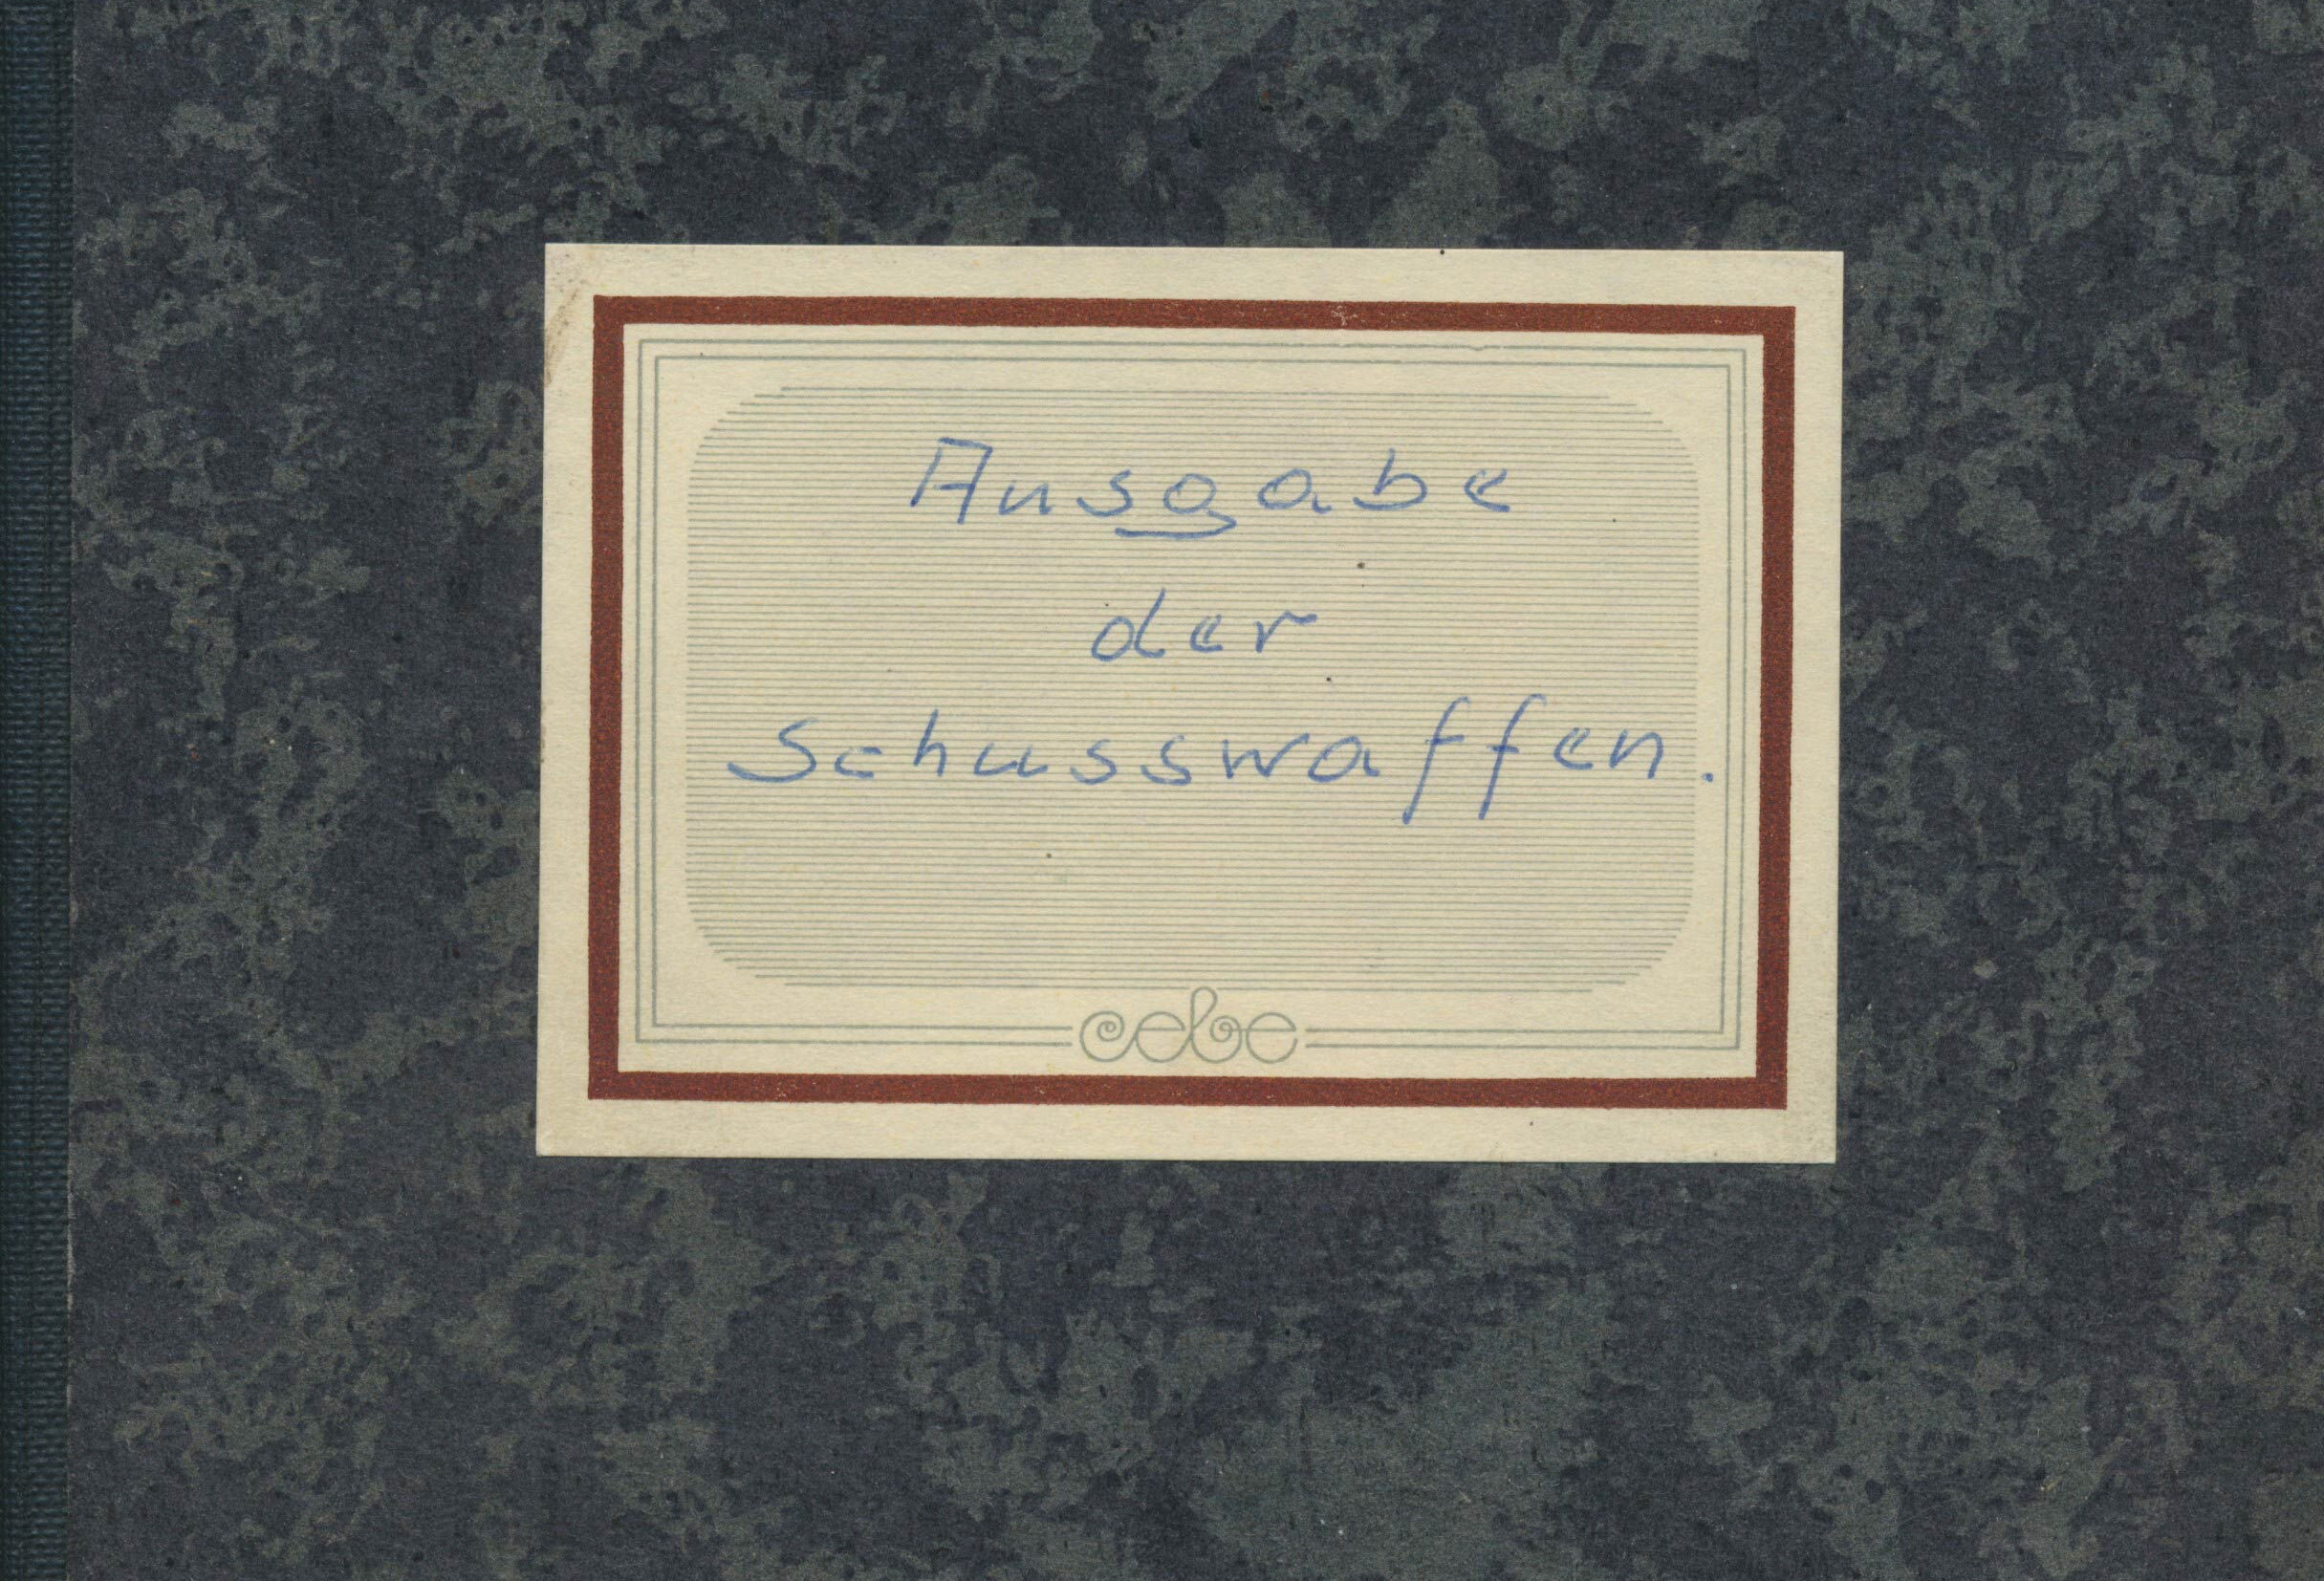 Ausgabe
der
Schusswaffen.
cebe